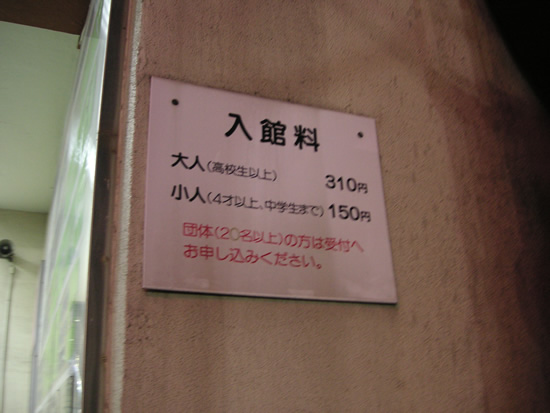 入館料
大人(高校生以上) 310円
小人(4才以上、中学生まで) 150円
団体(20名以上)の方は受付へ
お申し込みください。